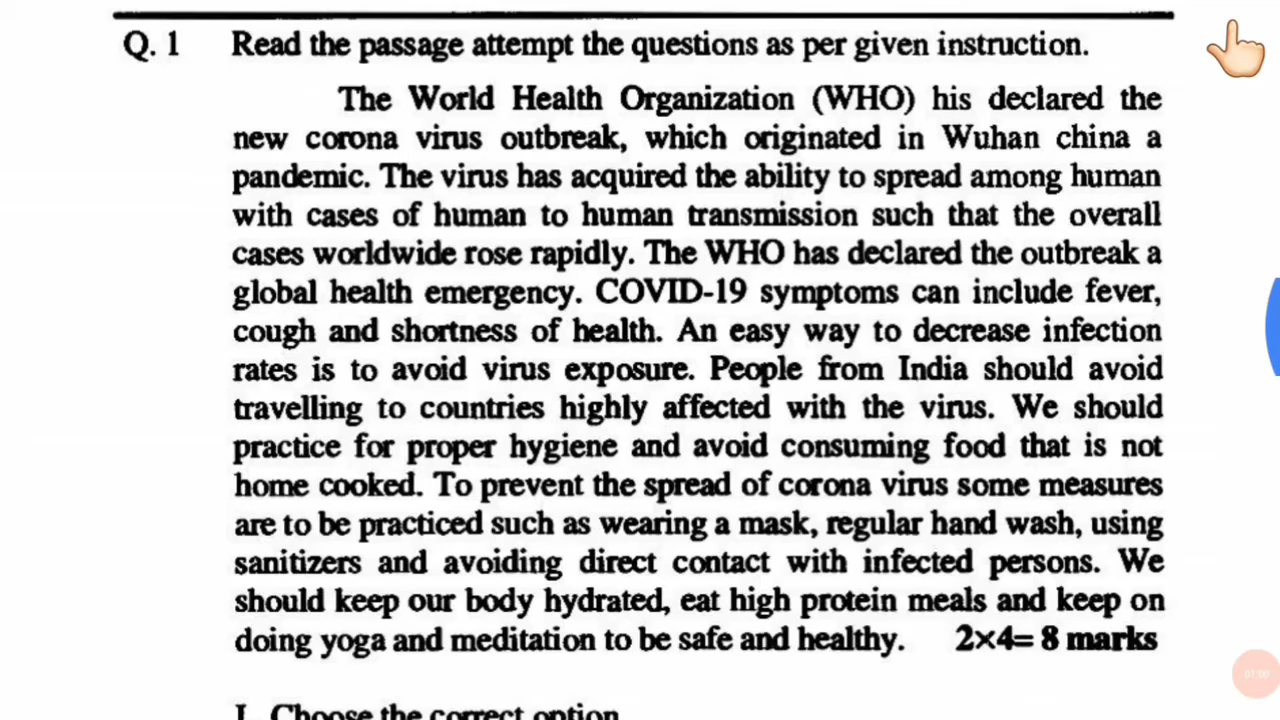 Q. 1 Read the passage attempt the questions as per given instruction.
The World Health Organization (WHO) his declared the
new corona virus outbreak, which originated in Wuhan china a
pandemic. The virus has acquired the ability to spread among human
with cases of human to human transmission such that the overall
cases worldwide rose rapidly. The WHO has declared the outbreak a
global health emergency. COVID-19 symptoms can include fever,
cough and shortness of health. An easy way to decrease infection
rates is to avoid virus exposure. People from India should avoid
travelling to countries highly affected with the virus. We should
practice for proper hygiene and avoid consuming food that is not
home cooked. To prevent the spread of corona virus some measures
are to be practiced such as wearing a mask, regular hand wash, using
sanitizers and avoiding direct contact with infected persons. We
should keep our body hydrated, eat high protein meals and keep on
doing yoga and meditation to be safe and healthy. 2×4= 8 marks
01:00
I. Choose the correct option